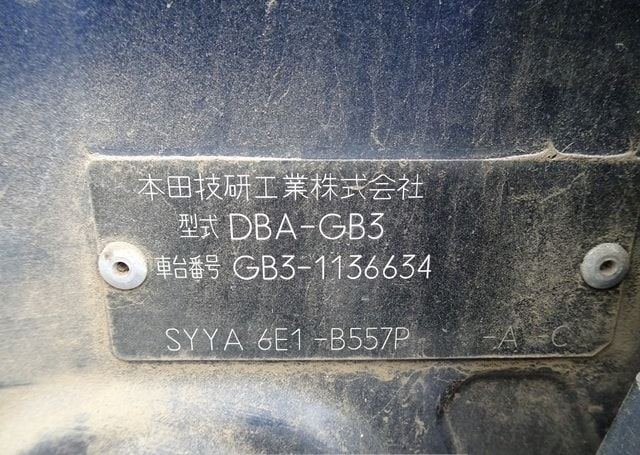 本田技研工業株式会社
型式 DBA-GB3
車台番号 GB3-1136634
SYYA 6E1 -B557P -A -C